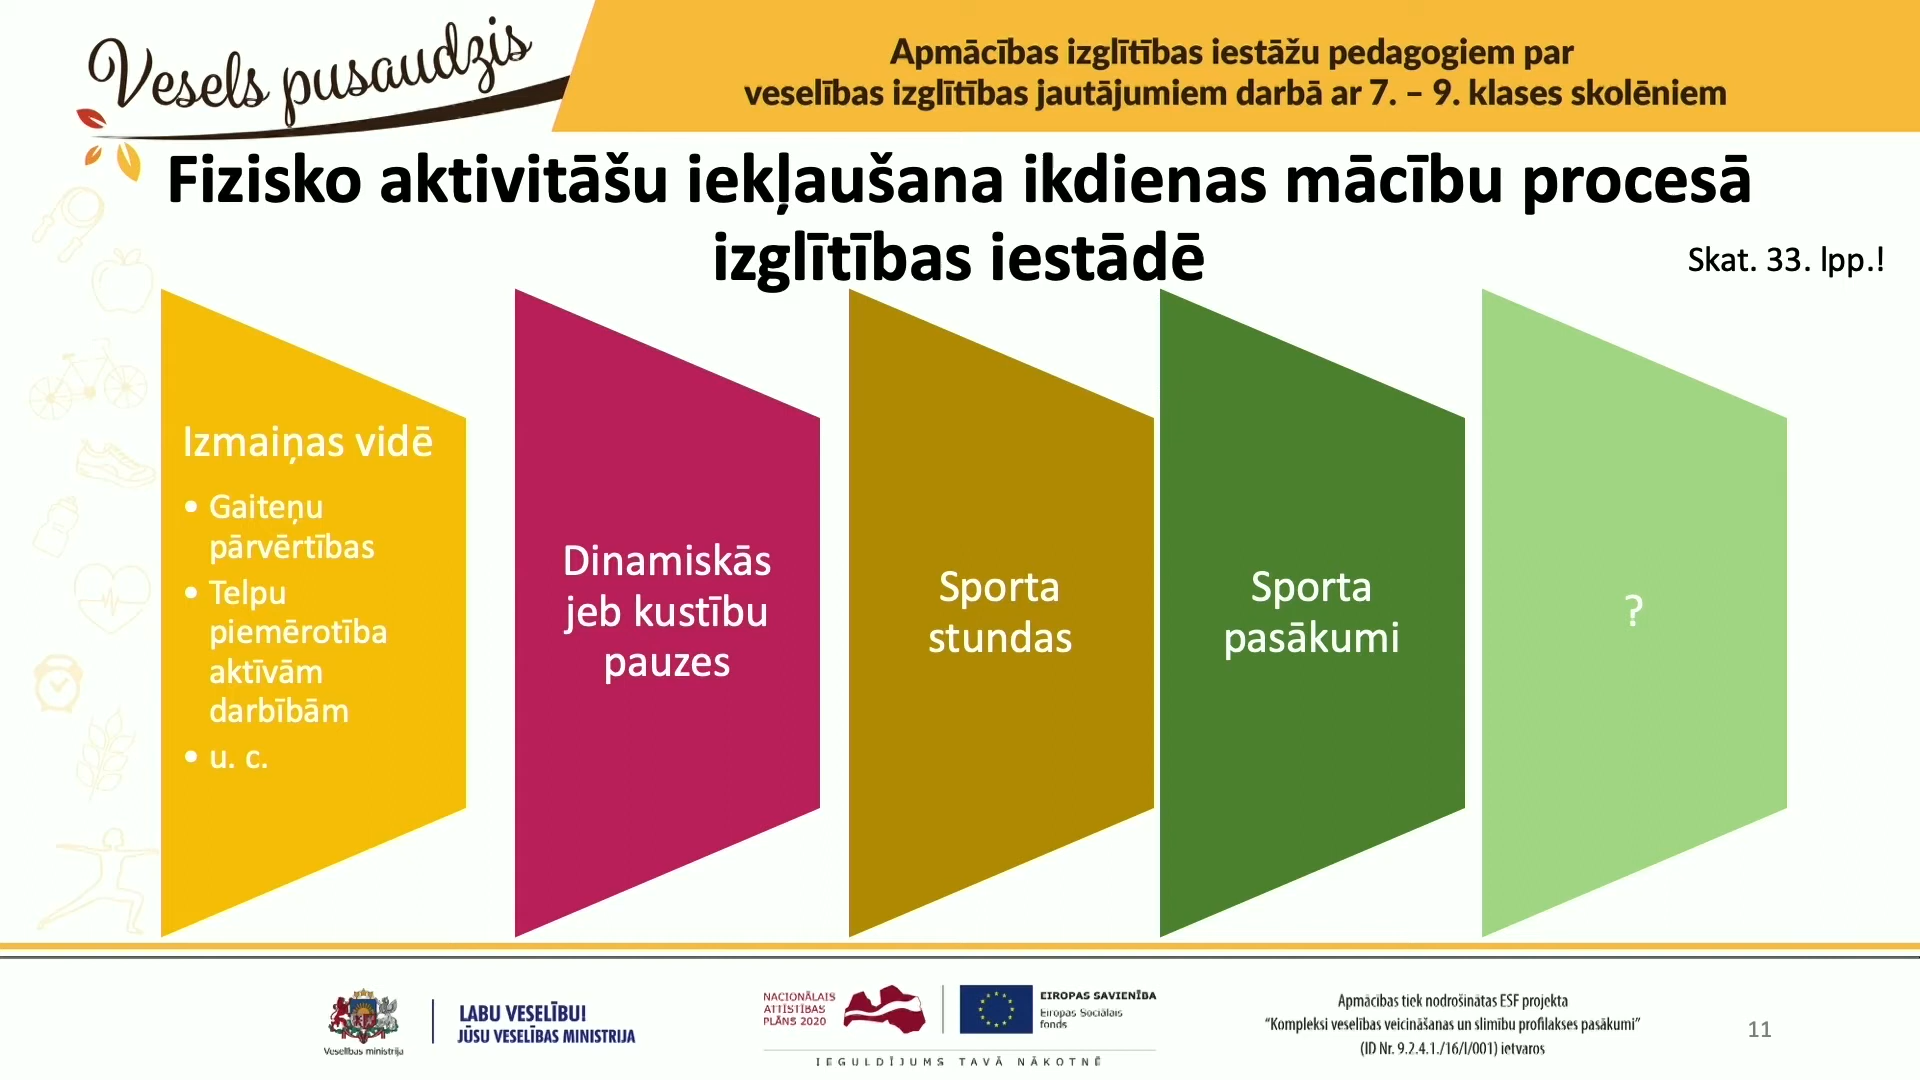 Vesels pusaudzis
Apmācības izglītības iestāžu pedagogiem par
veselības izglītības jautājumiem darbā ar 7. – 9. klases skolēniem
Fizisko aktivitāšu iekļaušana ikdienas mācību procesā
izglītības iestādē
Skat. 33. lpp.!
Izmaiņas vidē
• Gaiteņu
pārvērtības
• Telpu
piemērotība
aktīvām
darbībām
• u. c.
Dinamiskās
jeb kustību
pauzes
Sporta
stundas
Sporta
pasākumi
?
Veselības ministrija
LABU VESELĪBU!
JŪSU VESELĪBAS MINISTRIJA
NACIONĀLAIS
ATTĪSTĪBAS
PLĀNS 2020
EIROPAS SAVIENĪBA
Eiropas Sociālais
fonds
IEGULDĪJUMS TAVĀ NĀKOTNĒ
Apmācības tiek nodrošinātas ESF projekta
“Kompleksi veselības veicināšanas un slimību profilakses pasākumi”
(ID Nr. 9.2.4.1./16/I/001) ietvaros
11